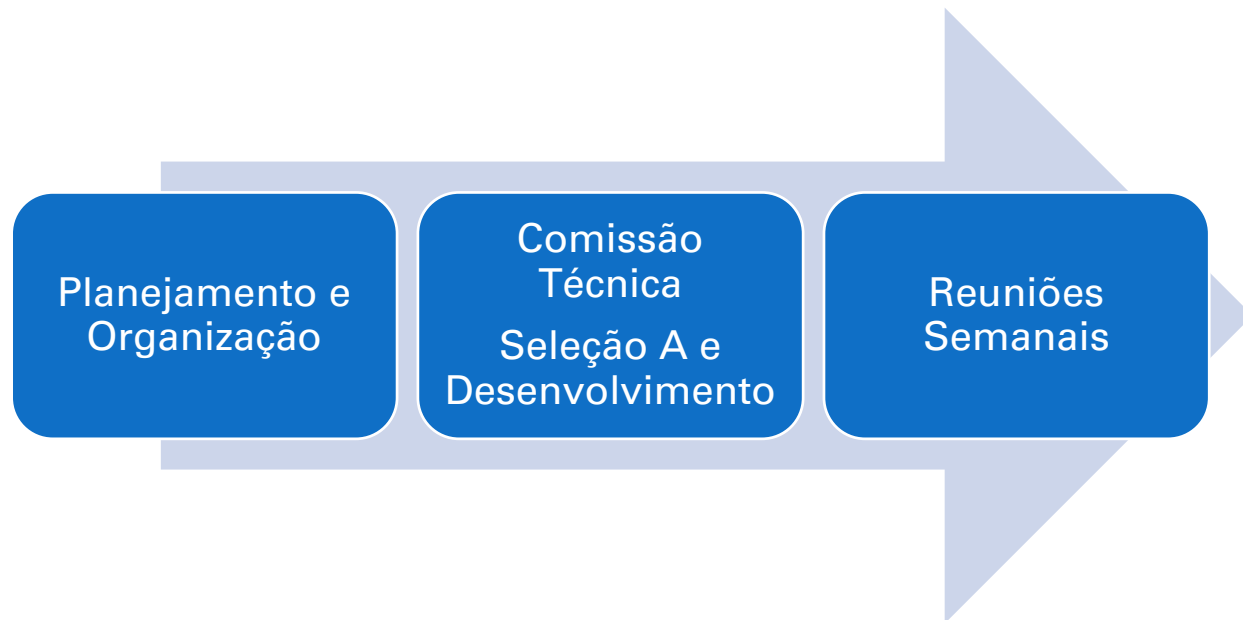 Planejamento e
Organização
Comissão
Técnica
Seleção A e
Desenvolvimento
Reuniões
Semanais